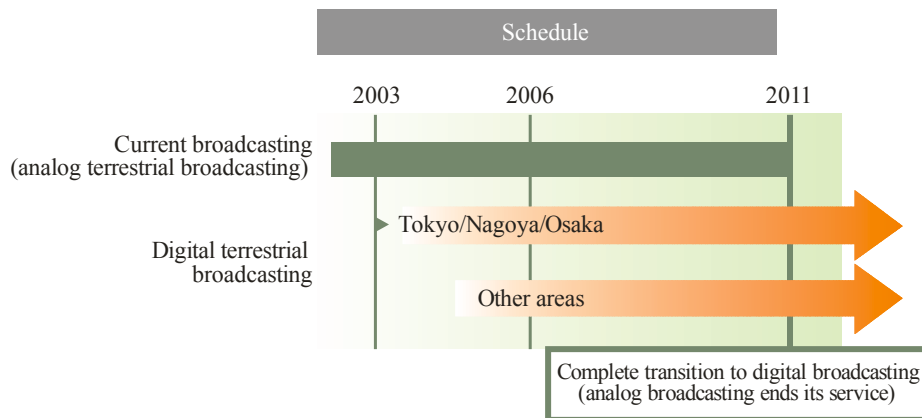 Schedule
2003
2006
2011
Current broadcasting
(analog terrestrial broadcasting)
Tokyo/Nagoya/Osaka
Digital terrestrial
broadcasting
Other areas
Complete transition to digital broadcasting
(analog broadcasting ends its service)